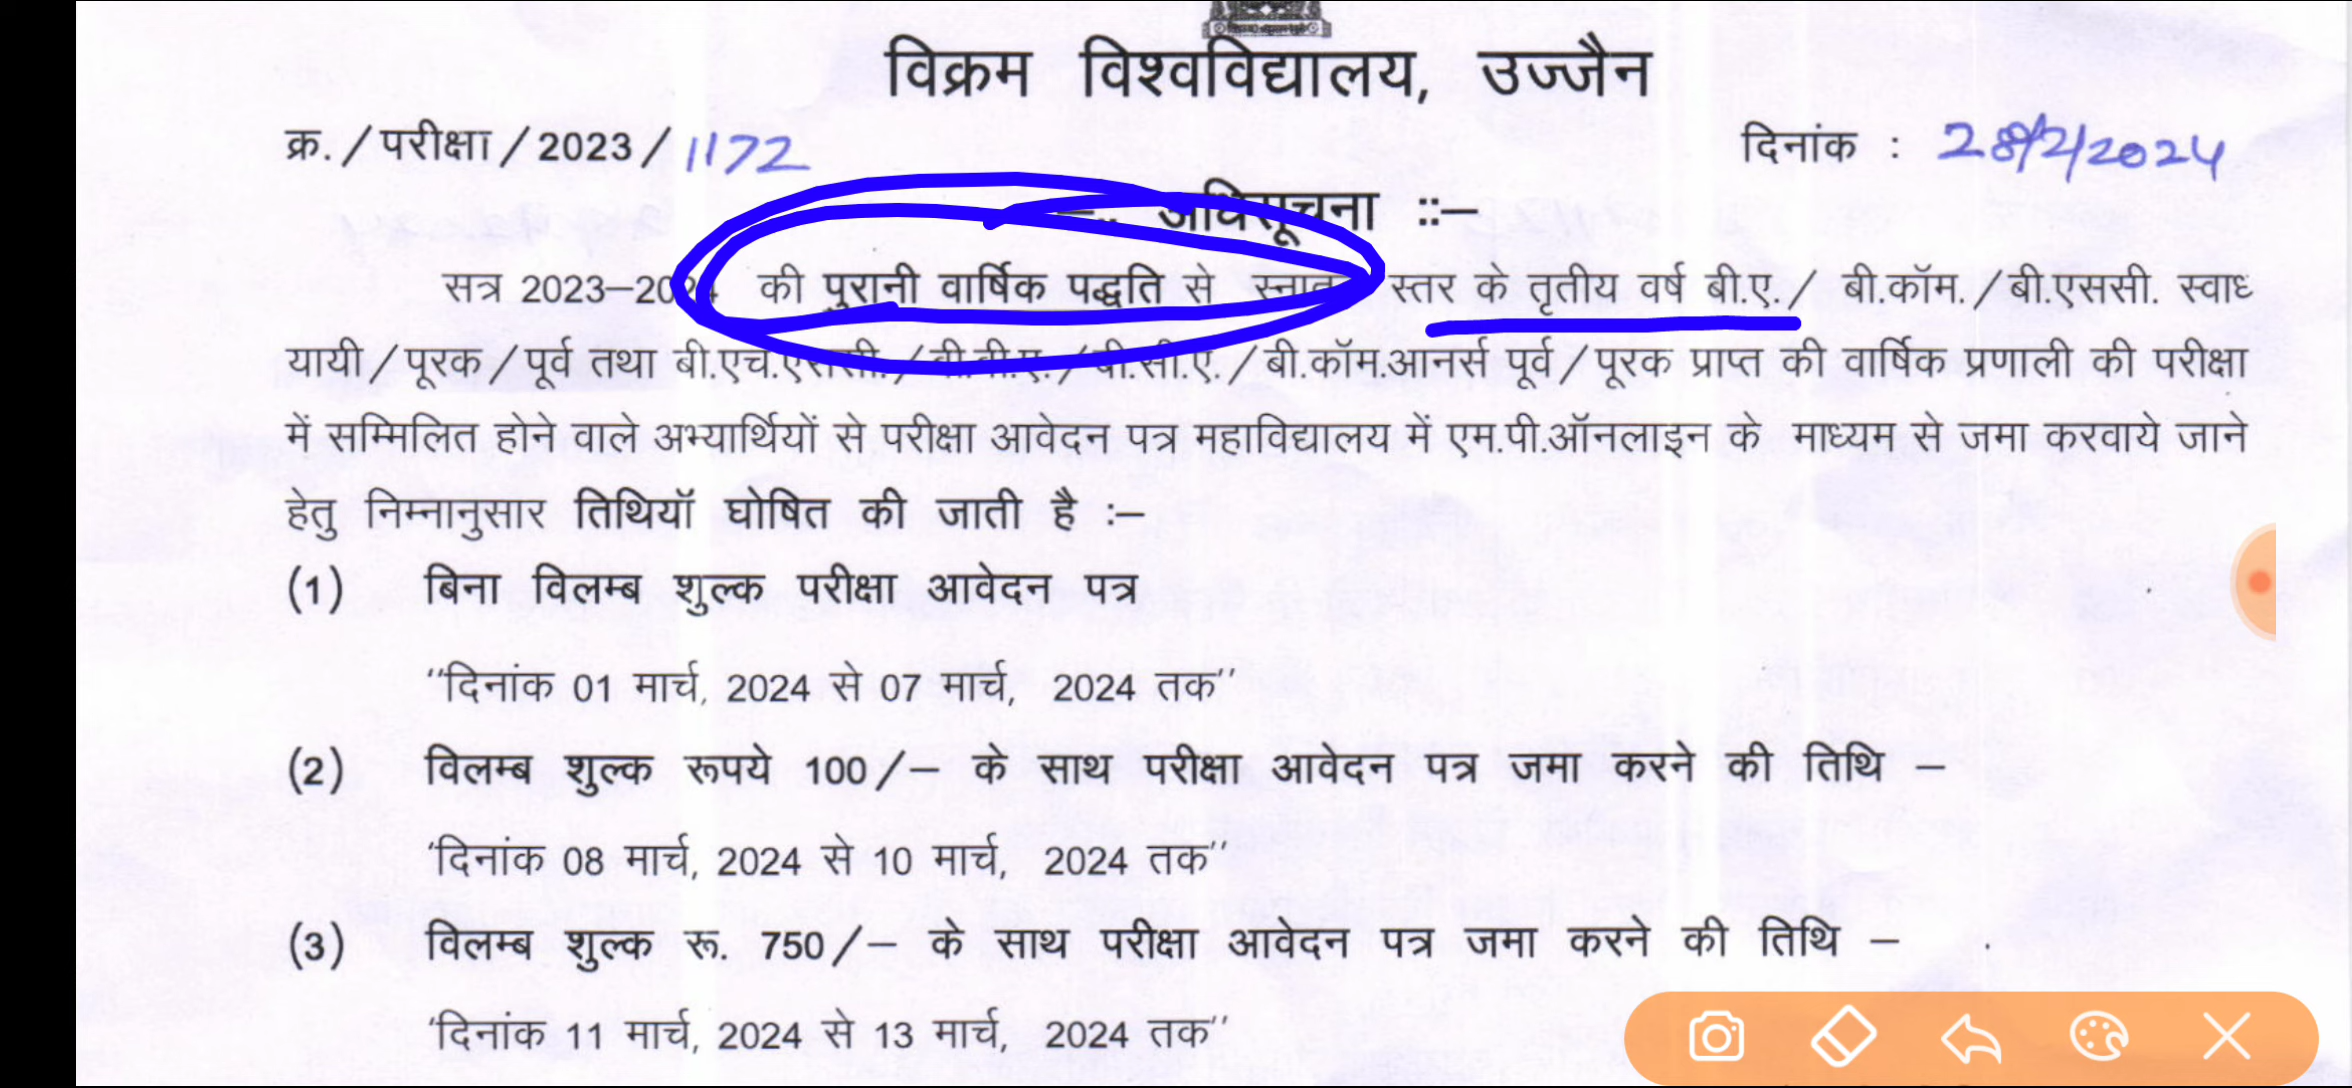 विक्रम विश्वविद्यालय, उज्जैन
क्र. / परीक्षा / 2023 / 1172 दिनांक : 28/2/2024
अधिसूचना ::–
सत्र 2023–2024 की पुरानी वार्षिक पद्धति से स्नातक स्तर के तृतीय वर्ष बी.ए. / बी.कॉम. / बी.एससी. स्वाध
यायी / पूरक / पूर्व तथा बी.एच.एससी. / बी.बी.ए. / बी.सी.ए. / बी.कॉम.आनर्स पूर्व / पूरक प्राप्त की वार्षिक प्रणाली की परीक्षा
में सम्मिलित होने वाले अभ्यार्थियों से परीक्षा आवेदन पत्र महाविद्यालय में एम.पी.ऑनलाइन के माध्यम से जमा करवाये जाने
हेतु निम्नानुसार तिथियॉ घोषित की जाती है :–
(1) बिना विलम्ब शुल्क परीक्षा आवेदन पत्र
"दिनांक 01 मार्च, 2024 से 07 मार्च, 2024 तक"
(2) विलम्ब शुल्क रूपये 100/– के साथ परीक्षा आवेदन पत्र जमा करने की तिथि –
'दिनांक 08 मार्च, 2024 से 10 मार्च, 2024 तक"
(3) विलम्ब शुल्क रू. 750/– के साथ परीक्षा आवेदन पत्र जमा करने की तिथि –
'दिनांक 11 मार्च, 2024 से 13 मार्च, 2024 तक"